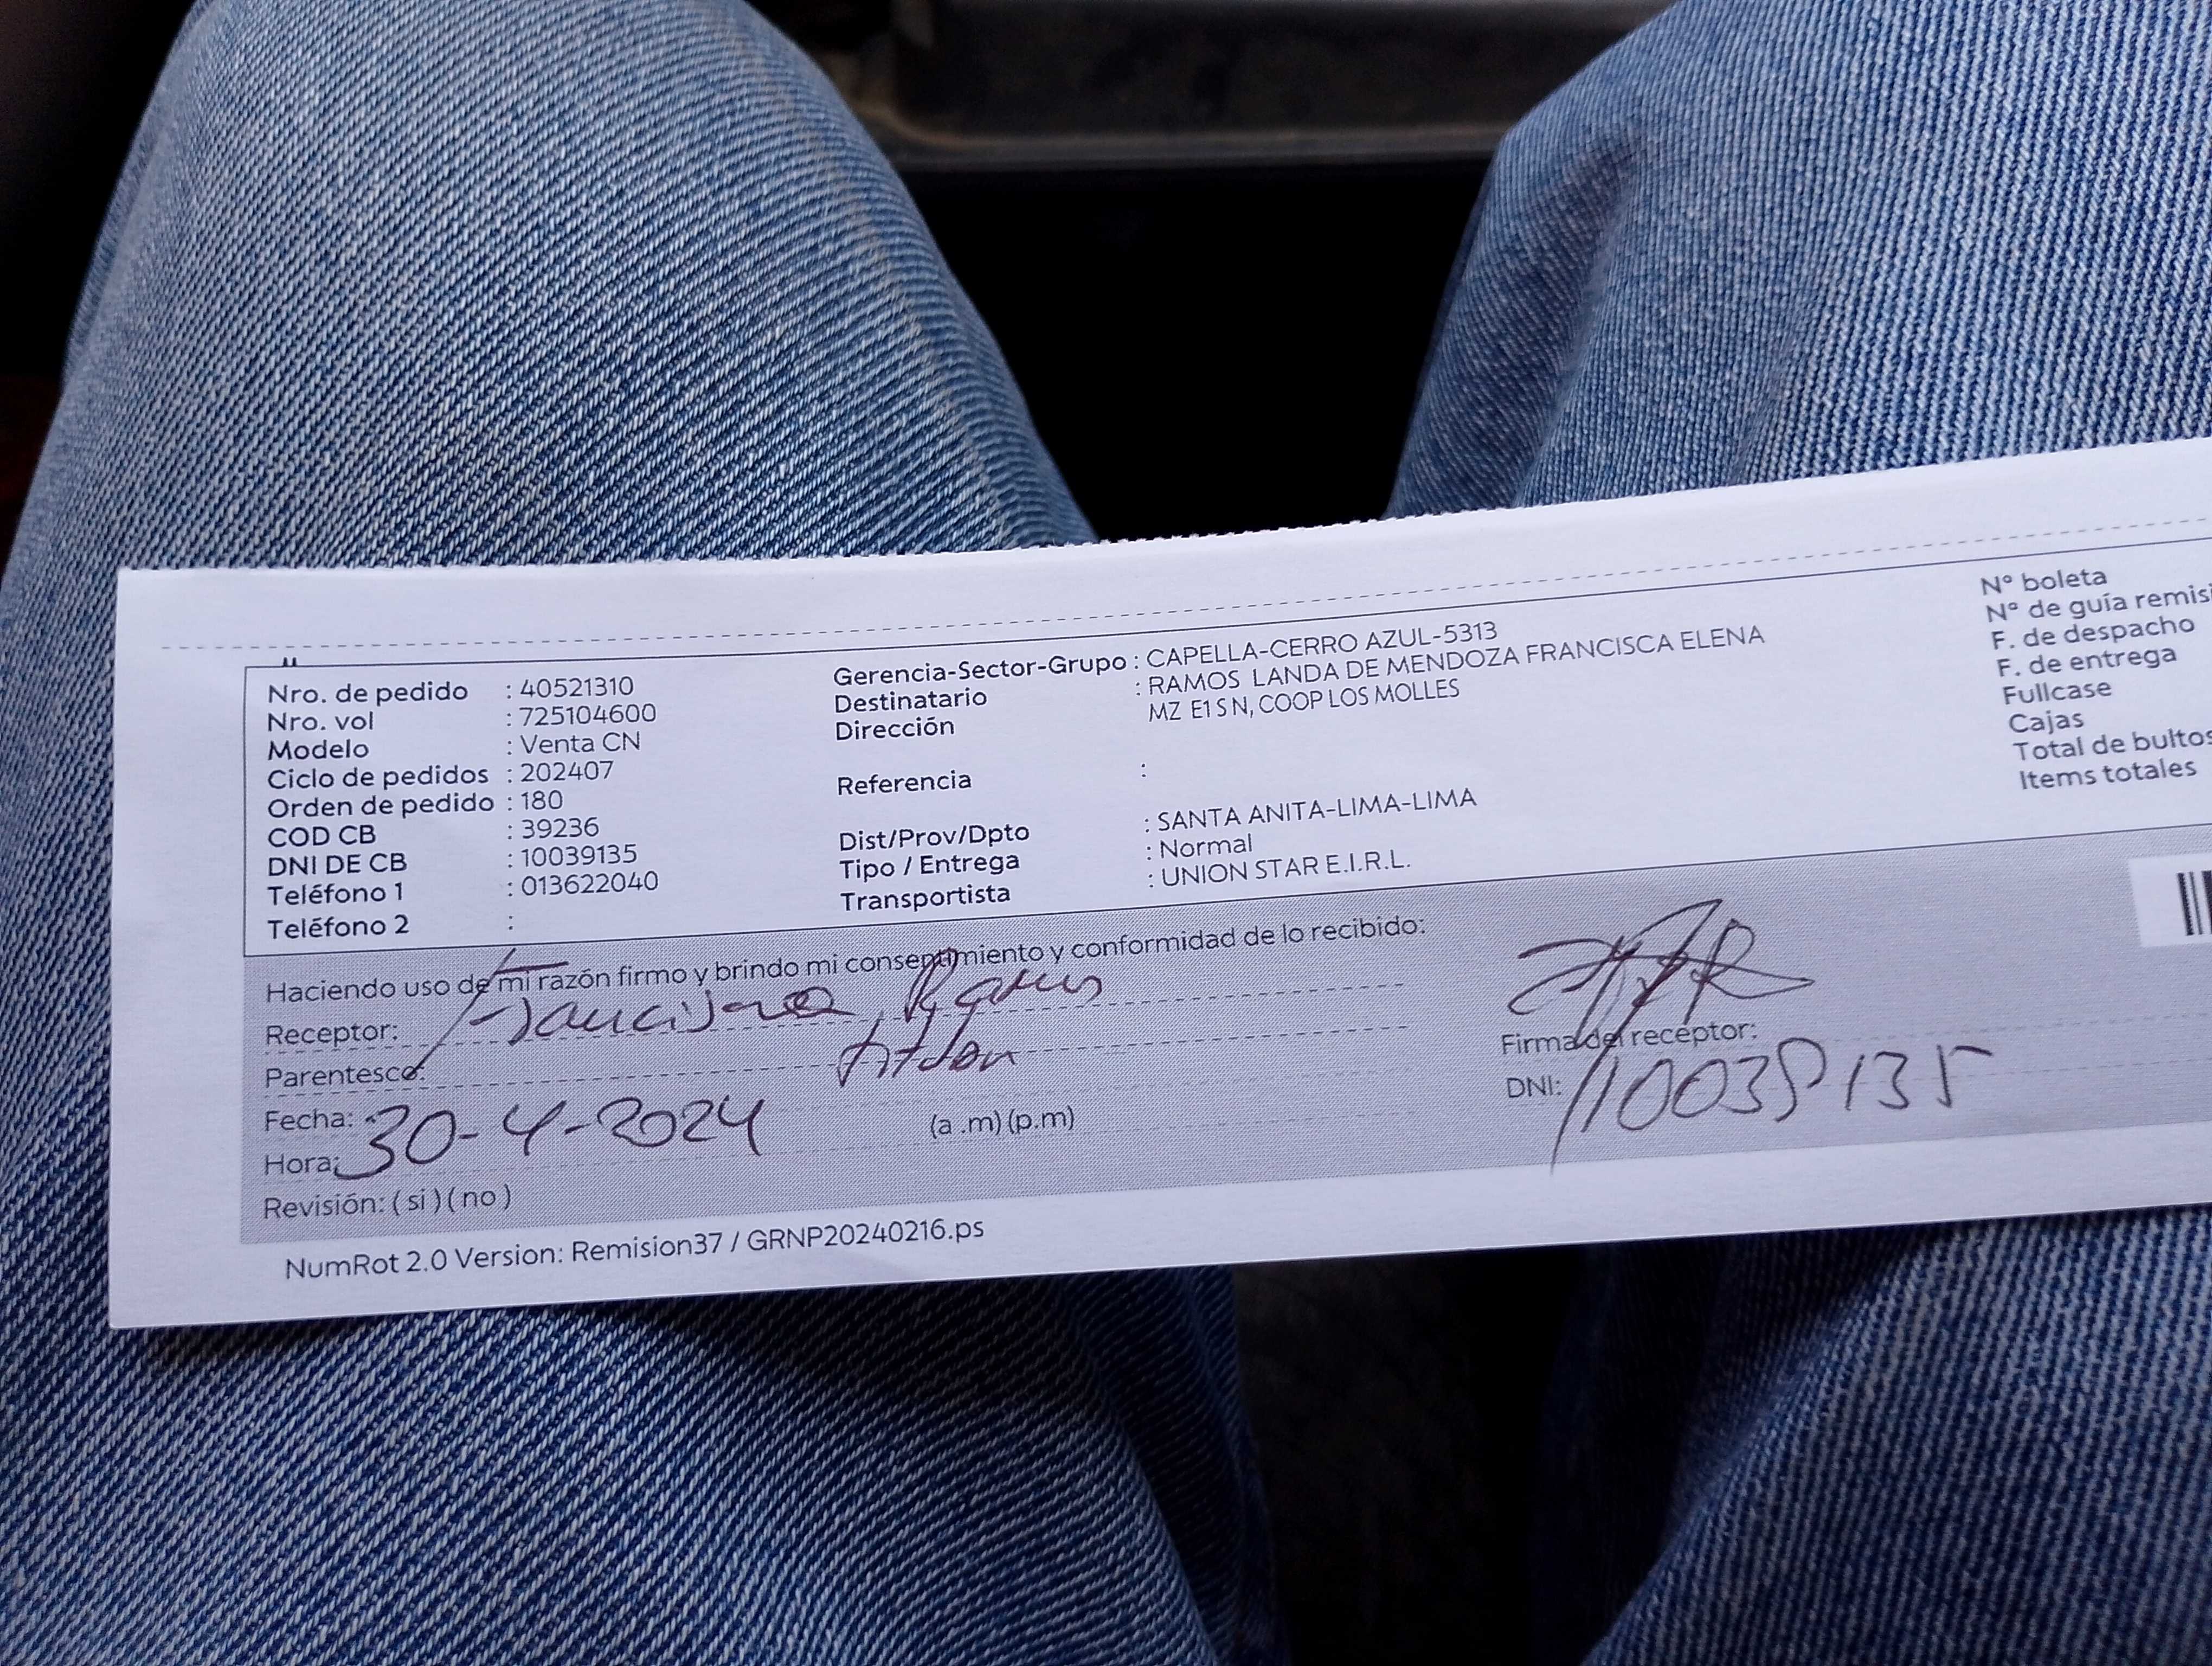 Nro. de pedido : 40521310
Nro. vol : 725104600
Modelo : Venta CN
Ciclo de pedidos : 202407
Orden de pedido : 180
COD CB : 39236
DNI DE CB : 10039135
Teléfono 1 : 013622040
Teléfono 2 :
Gerencia-Sector-Grupo : CAPELLA-CERRO AZUL-5313
Destinatario : RAMOS LANDA DE MENDOZA FRANCISCA ELENA
Dirección MZ E1 S N, COOP LOS MOLLES
Referencia :
Dist/Prov/Dpto : SANTA ANITA-LIMA-LIMA
Tipo / Entrega : Normal
Transportista : UNION STAR E.I.R.L.
N° boleta
N° de guía remisi
F. de despacho
F. de entrega
Fullcase
Cajas
Total de bultos
Items totales
Haciendo uso de mi razón firmo y brindo mi consentimiento y conformidad de lo recibido:
Receptor: Francisca Ramos
Parentesco:
Fecha: 30-4-2024
Hora: (a .m) (p.m)
Revisión: ( si ) ( no )
Firma del receptor:
DNI: 10039135
NumRot 2.0 Version: Remision37 / GRNP20240216.ps